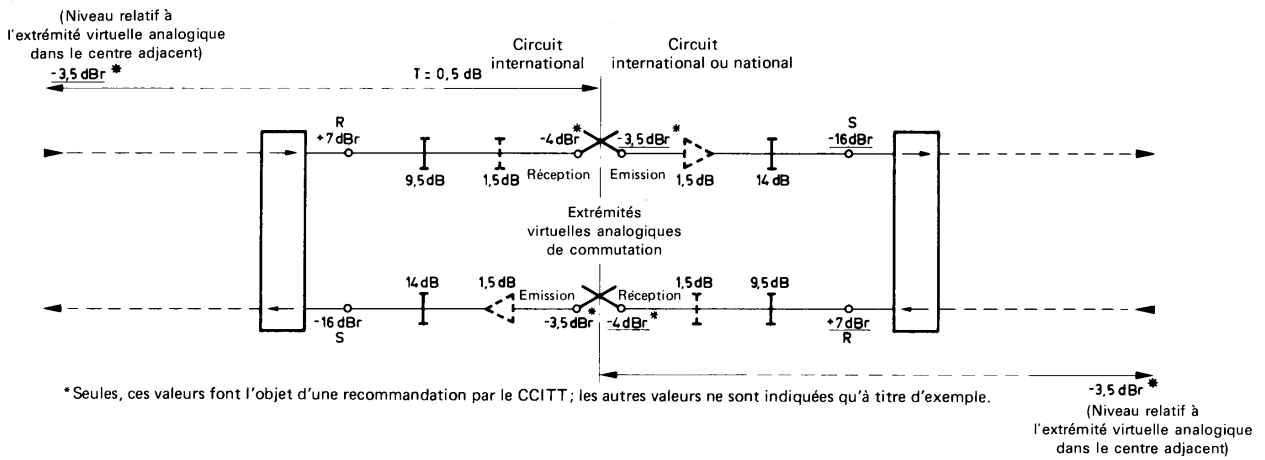 (Niveau relatif à
l'extrémité virtuelle analogique
dans le centre adjacent)
-3,5 dBr *
T = 0,5 dB
Circuit
international
Circuit
international ou national
R
+7 dBr
9,5 dB
1,5 dB
-4 dBr *
Réception
-3,5 dBr *
Emission
1,5 dB
14 dB
S
-16 dBr
Extrémités
virtuelles analogiques
de commutation
-16 dBr
S
14 dB
1,5 dB
Emission
-3,5 dBr *
Réception
-4 dBr *
1,5 dB
9,5 dB
+7 dBr
R
* Seules, ces valeurs font l'objet d'une recommandation par le CCITT ; les autres valeurs ne sont indiquées qu'à titre d'exemple.
-3,5 dBr *
(Niveau relatif à
l'extrémité virtuelle analogique
dans le centre adjacent)